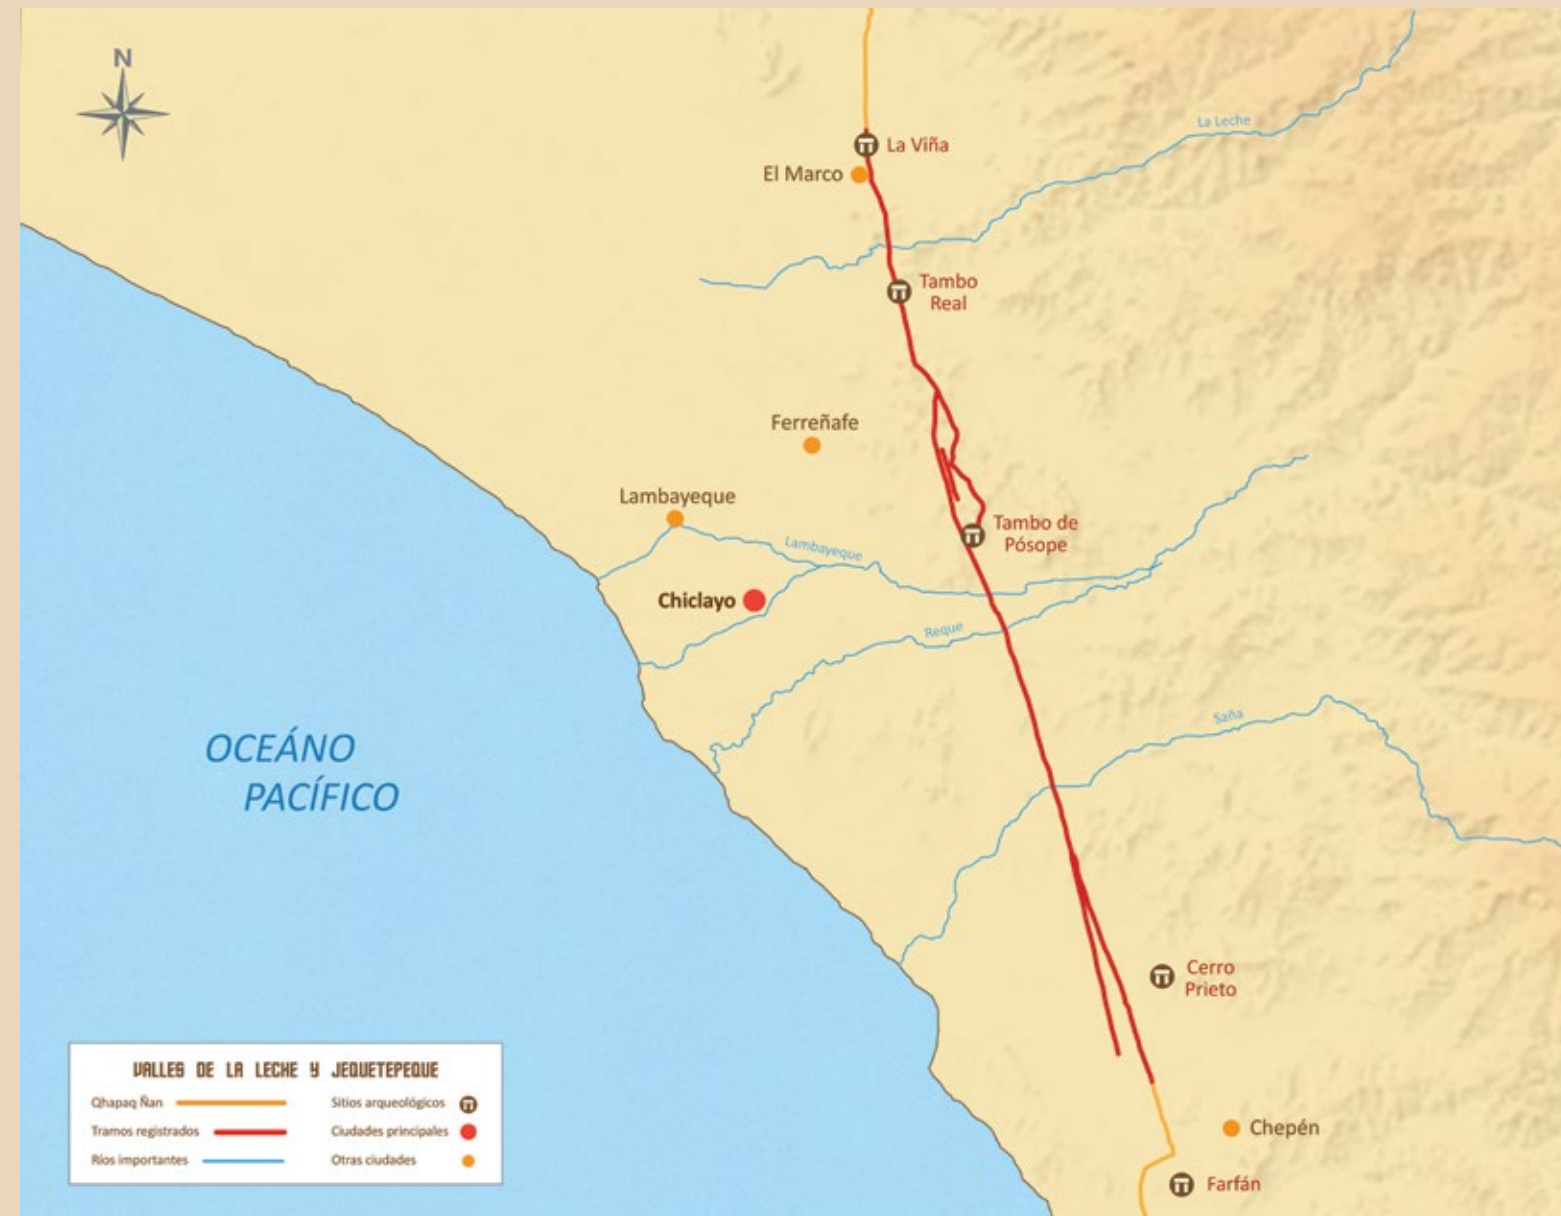 N
La Leche
La Viña
El Marco
Tambo
Real
Ferreñafe
Lambayeque
Tambo de
Pósope
Lambayeque
Chiclayo
Reque
Saña
OCEÁNO
PACÍFICO
Cerro
Prieto
Chepén
Farfán
VALLES DE LA LECHE Y JEQUETEPEQUE
Qhapaq Ñan
Sitios arqueológicos
Tramos registrados
Ciudades principales
Ríos importantes
Otras ciudades